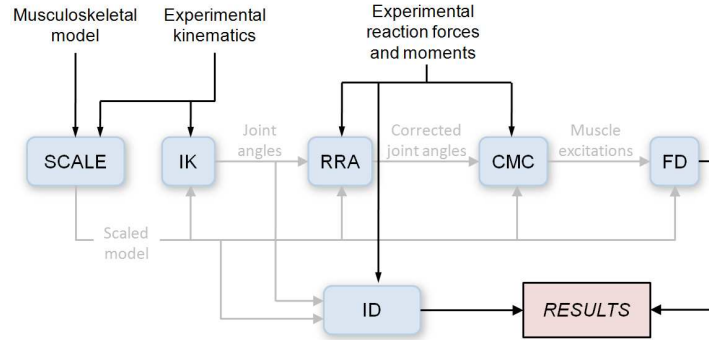 Musculoskeletal
model
Experimental
kinematics
Experimental
reaction forces
and moments
SCALE
IK
Joint
angles
RRA
Corrected
joint angles
CMC
Muscle
excitations
FD
Scaled
model
ID
RESULTS